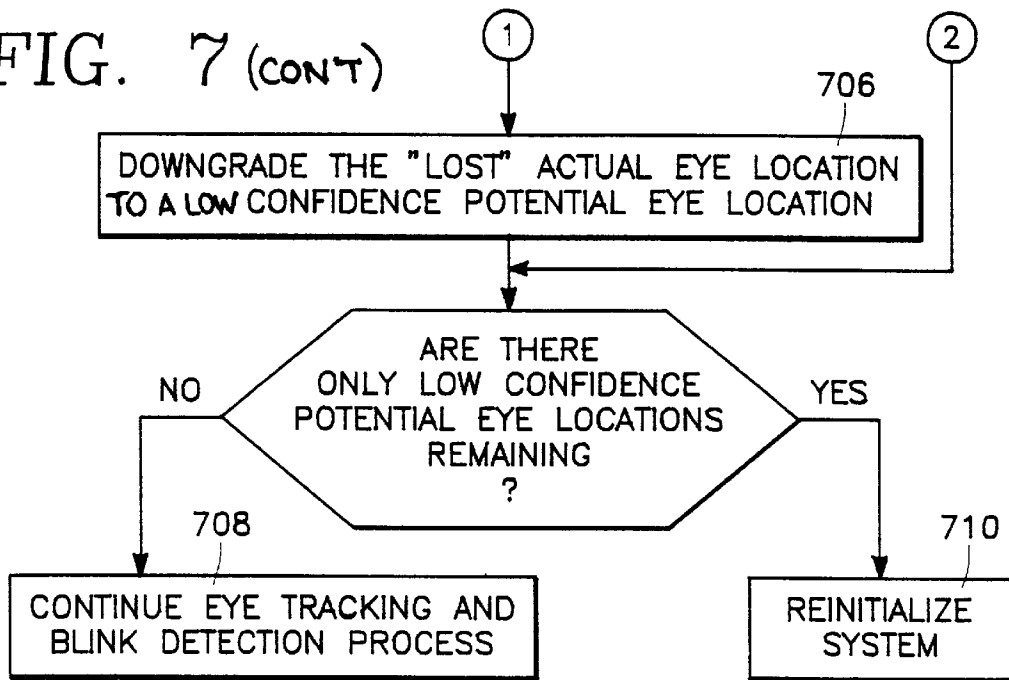 FIG. 7 (CON'T)
1
2
706
DOWNGRADE THE "LOST" ACTUAL EYE LOCATION
TO A LOW CONFIDENCE POTENTIAL EYE LOCATION
ARE THERE
ONLY LOW CONFIDENCE
POTENTIAL EYE LOCATIONS
REMAINING
?
NO
YES
708
CONTINUE EYE TRACKING AND
BLINK DETECTION PROCESS
710
REINITIALIZE
SYSTEM